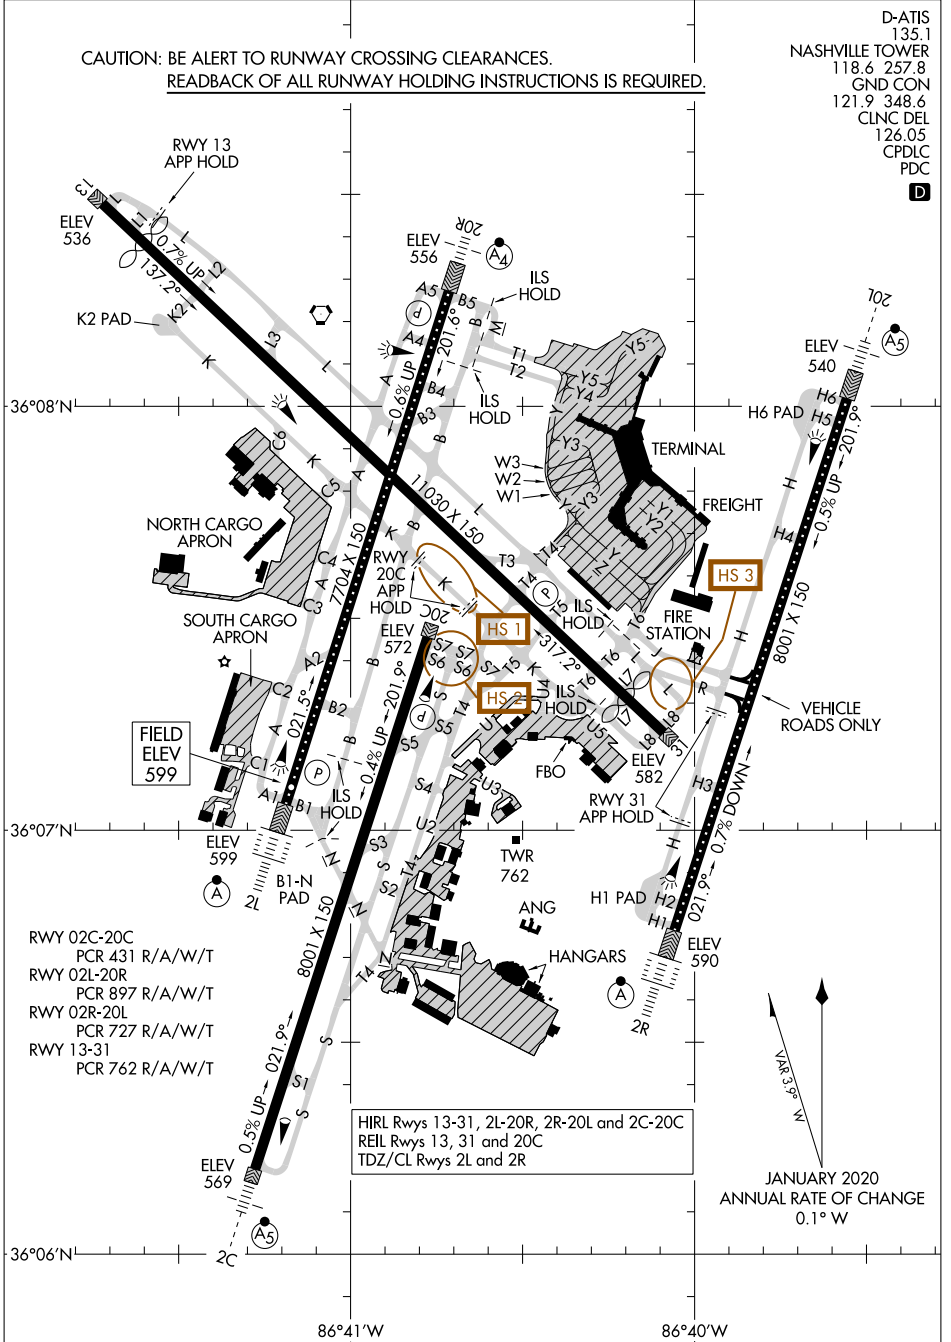 D-ATIS
135.1
NASHVILLE TOWER
118.6 257.8
GND CON
121.9 348.6
CLNC DEL
126.05
CPDLC
PDC
D
CAUTION: BE ALERT TO RUNWAY CROSSING CLEARANCES.
READBACK OF ALL RUNWAY HOLDING INSTRUCTIONS IS REQUIRED.
RWY 13
APP HOLD
13
L
L1
L
L2
ELEV
536
0.7% UP
137.2°
K2
K2 PAD
K
L3
L
20R
ELEV
556
A4
ILS
HOLD
A5
B5
P
B
M
A4
201.6°
T1
T2
A
0.6% UP
B4
B3
B
ILS
HOLD
20L
A5
ELEV
540
H6
H5
H6 PAD
201.9°
0.5% UP
H
H4
36°08'N
Y5
Y5
Y4
Y
Y3
Y3
Y
TERMINAL
W3
W2
W1
Y2
Y
Y
Z
FREIGHT
C6
K
C5
A
11030 X 150
L
NORTH CARGO
APRON
C4
A
C3
7704 X 150
K
B
RWY
20C
APP
HOLD
K
20C
T3
T4
T4
P
T5
ILS
HOLD
T6
HS 3
FIRE
STATION
H
8001 X 150
SOUTH CARGO
APRON
ELEV
572
HS 1
317.2°
T6
L
L
R
S7
S7
S6
S6
S7
T5
K
T6
L7
A2
B
HS 2
ILS
HOLD
U4
U
U5
N
L8
L8
31
ELEV
582
VEHICLE
ROADS ONLY
C2
A
021.5°
B2
B
201.9°
P
S
S5
S5
T4
FIELD
ELEV
599
C1
P
0.4% UP
FBO
H3
A1
B1
ILS
HOLD
S4
U3
RWY 31
APP HOLD
0.7% DOWN
36°07'N
ELEV
599
A
2L
B1-N
PAD
N
S3
S
S2
U2
T4
TWR
762
H
H1 PAD
H2
H1
021.9°
N
8001 X 150
ANG
T4
N
HANGARS
ELEV
590
A
2R
RWY 02C-20C
PCR 431 R/A/W/T
RWY 02L-20R
PCR 897 R/A/W/T
RWY 02R-20L
PCR 727 R/A/W/T
RWY 13-31
PCR 762 R/A/W/T
021.9°
S
S1
S
0.5% UP
ELEV
569
A5
2C
HIRL Rwys 13-31, 2L-20R, 2R-20L and 2C-20C
REIL Rwys 13, 31 and 20C
TDZ/CL Rwys 2L and 2R
VAR 3.9° W
JANUARY 2020
ANNUAL RATE OF CHANGE
0.1° W
36°06'N
86°41'W
86°40'W